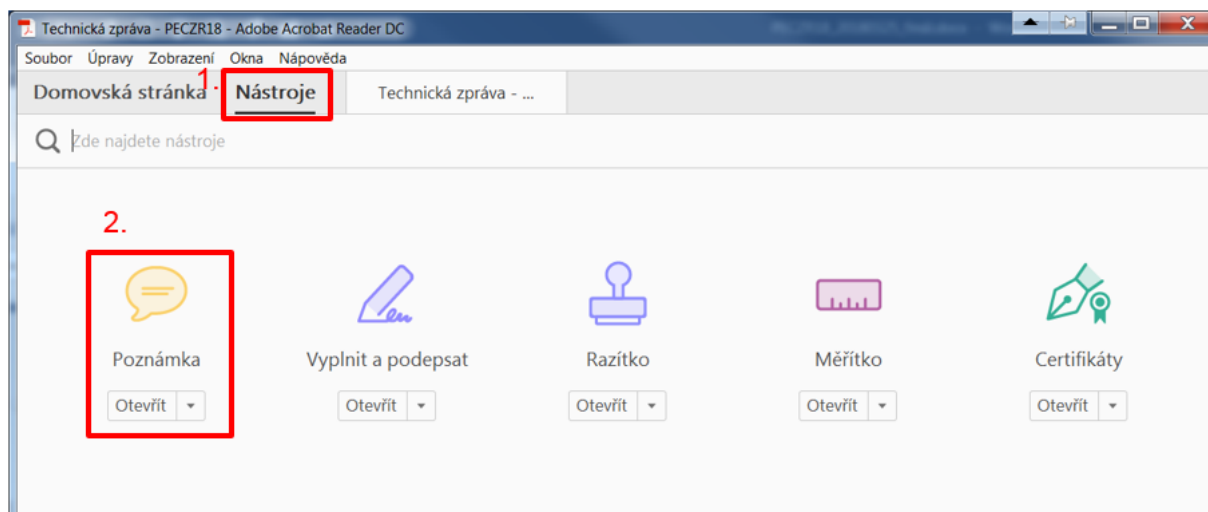 Technická zpráva - PECZR18 - Adobe Acrobat Reader DC
Soubor Úpravy Zobrazení Okna Nápověda
Domovská stránka 1. Nástroje Technická zpráva - ...
Zde najdete nástroje
2.
Poznámka Vyplnit a podepsat Razítko Měřítko Certifikáty
Otevřít Otevřít Otevřít Otevřít Otevřít